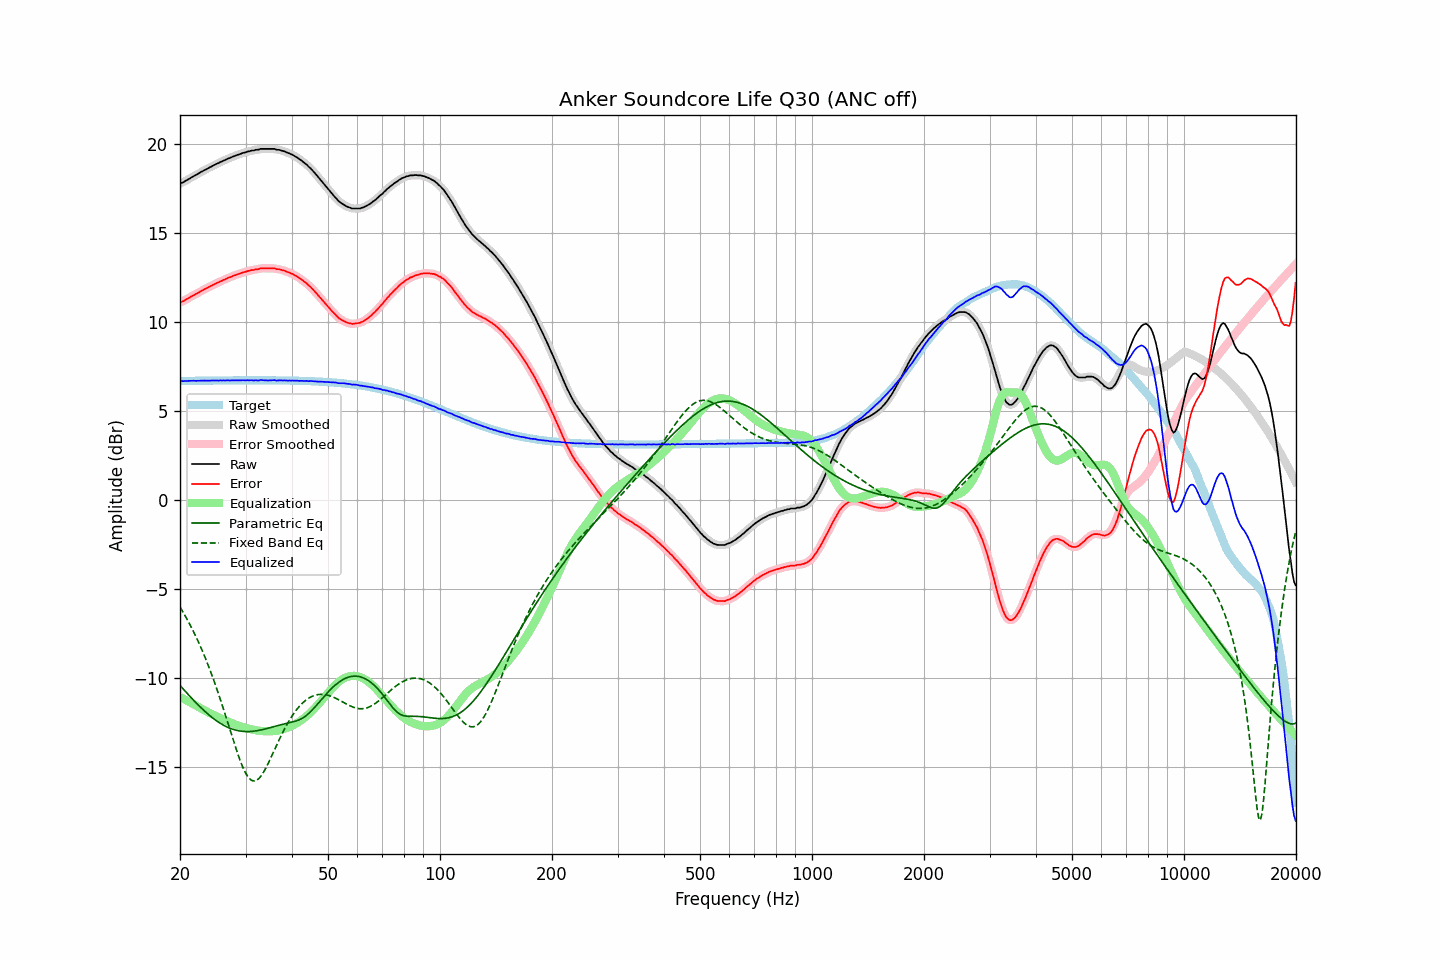 Anker Soundcore Life Q30 (ANC off)
Amplitude (dBr)
20
15
10
5
0
−5
−10
−15
Target
Raw Smoothed
Error Smoothed
Raw
Error
Equalization
Parametric Eq
Fixed Band Eq
Equalized
20 50 100 200 500 1000 2000 5000 10000 20000
Frequency (Hz)